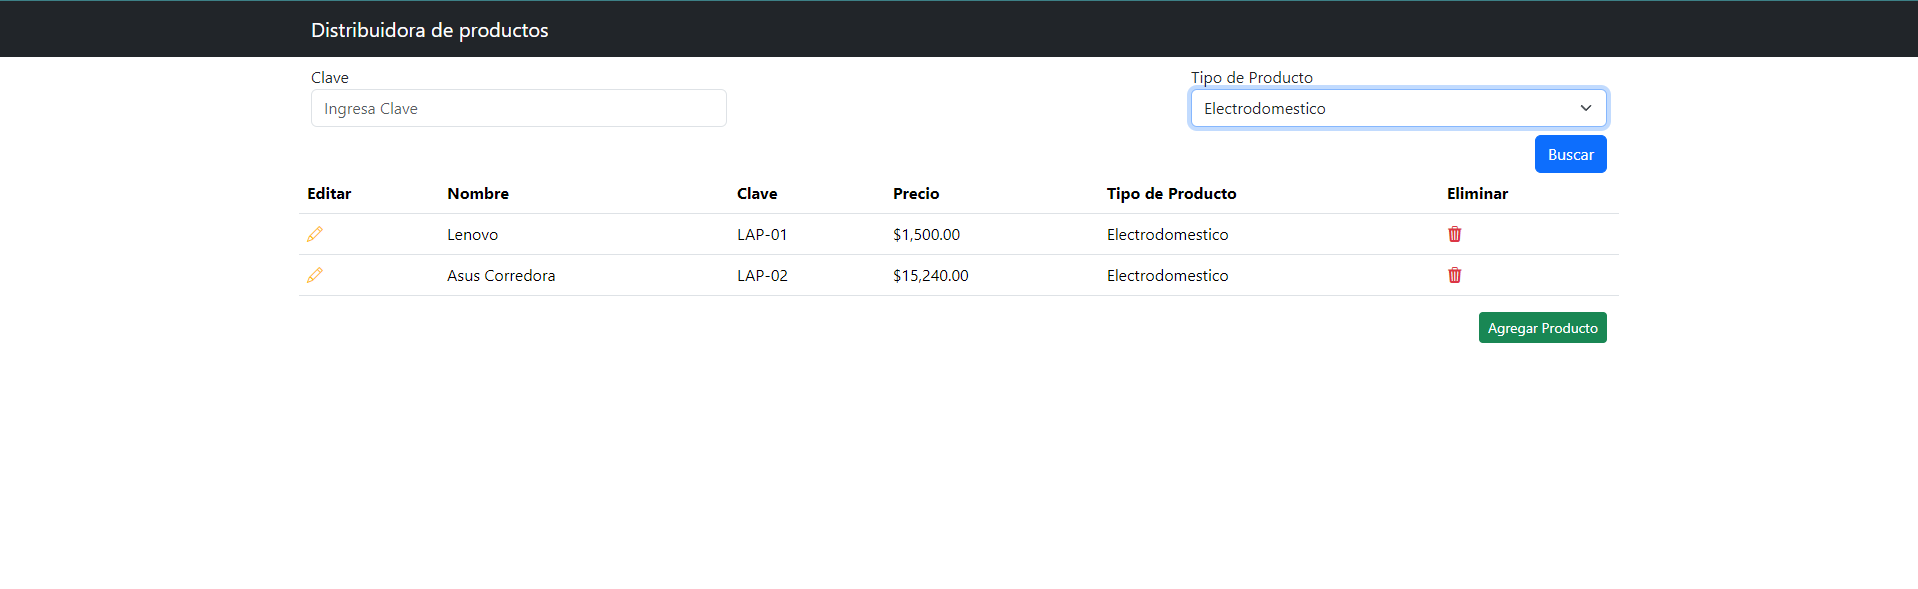 Distribuidora de productos
Clave Tipo de Producto
Ingresa Clave Electrodomestico
Buscar
Editar Nombre Clave Precio Tipo de Producto Eliminar
Lenovo LAP-01 $1,500.00 Electrodomestico
Asus Corredora LAP-02 $15,240.00 Electrodomestico
Agregar Producto